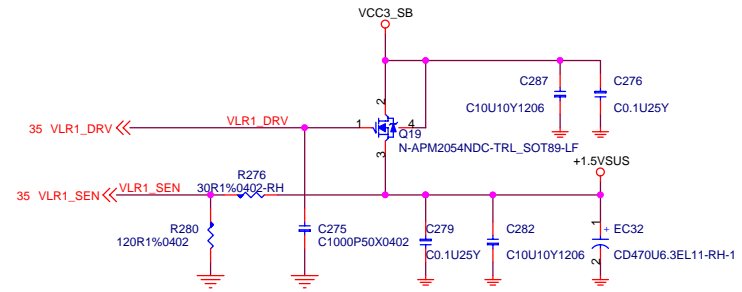 VCC3_SB
C287
C276
C10U10Y1206
C0.1U25Y
2
35 VLR1_DRV
VLR1_DRV
1
4
Q19
N-APM2054NDC-TRL_SOT89-LF
3
+1.5VSUS
R276
35 VLR1_SEN
VLR1_SEN
30R1%0402-RH
R280
120R1%0402
C275
C1000P50X0402
C279
C0.1U25Y
C282
C10U10Y1206
1
+
EC32
2
CD470U6.3EL11-RH-1